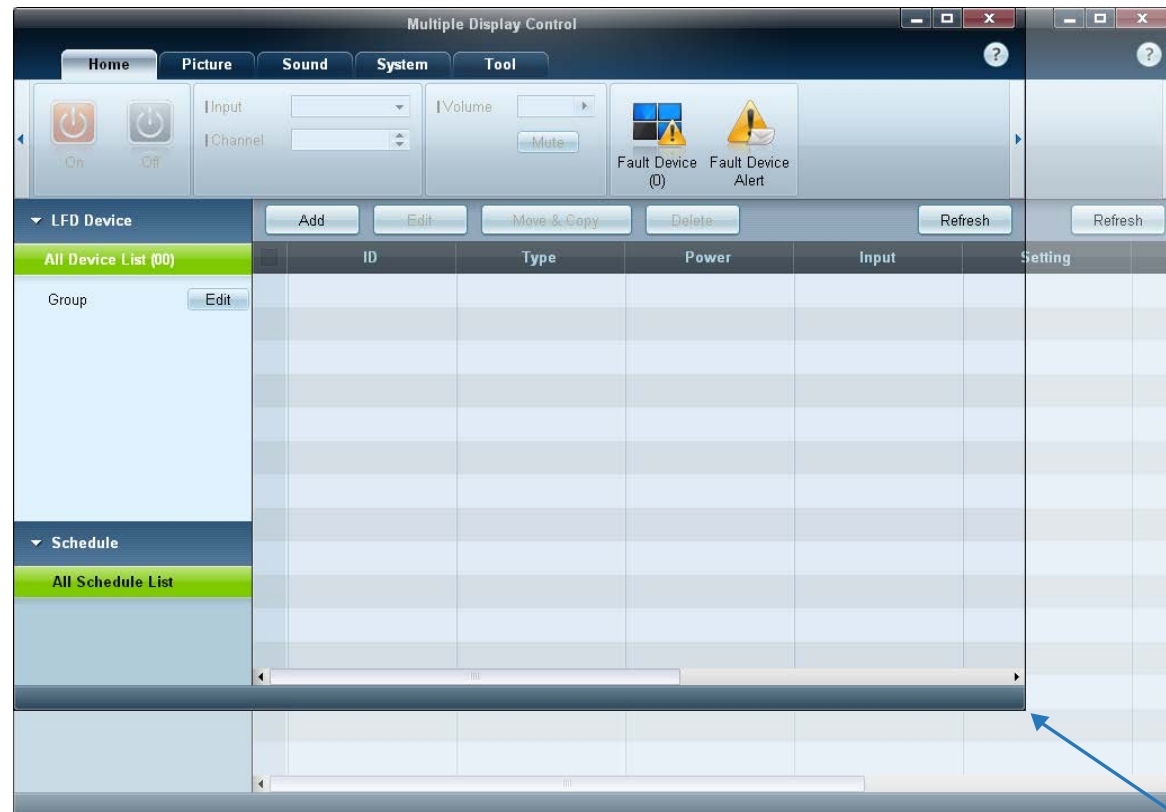 Multiple Display Control
Home Picture Sound System Tool
Input
Channel
Volume
Mute
On Off
Fault Device (0)
Fault Device Alert
LFD Device
Add Edit Move & Copy Delete Refresh Refresh
All Device List (00)
ID Type Power Input Setting
Group Edit
Schedule
All Schedule List